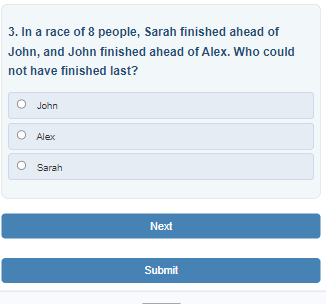 3. In a race of 8 people, Sarah finished ahead of
John, and John finished ahead of Alex. Who could
not have finished last?
John
Alex
Sarah
Next
Submit